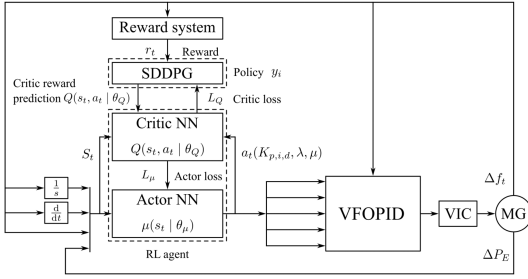 Reward system
r_t Reward
SDDPG
Policy y_i
Critic reward
prediction Q(s_t, a_t | θ_Q)
L_Q
Critic loss
Critic NN
Q(s_t, a_t | θ_Q)
S_t
a_t(K_{p,i,d}, λ, μ)
L_μ
Actor loss
Actor NN
μ(s_t | θ_μ)
RL agent
1/s
d/dt
VFOPID
VIC
MG
Δf_t
ΔP_E